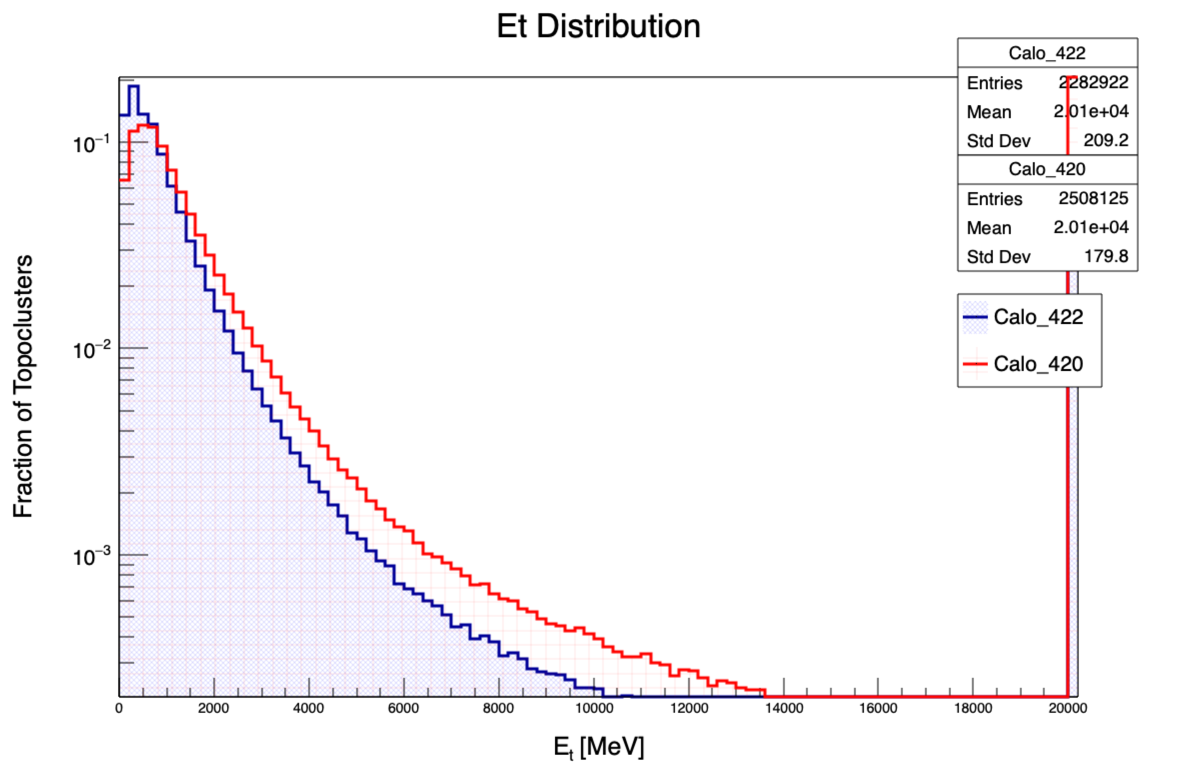 Et Distribution
Calo_422
Entries 2282922
Mean 2.01e+04
Std Dev 209.2
Calo_420
Entries 2508125
Mean 2.01e+04
Std Dev 179.8
Calo_422
Calo_420
Fraction of Topoclusters
10⁻¹
10⁻²
10⁻³
0 2000 4000 6000 8000 10000 12000 14000 16000 18000 20000
Eₜ [MeV]